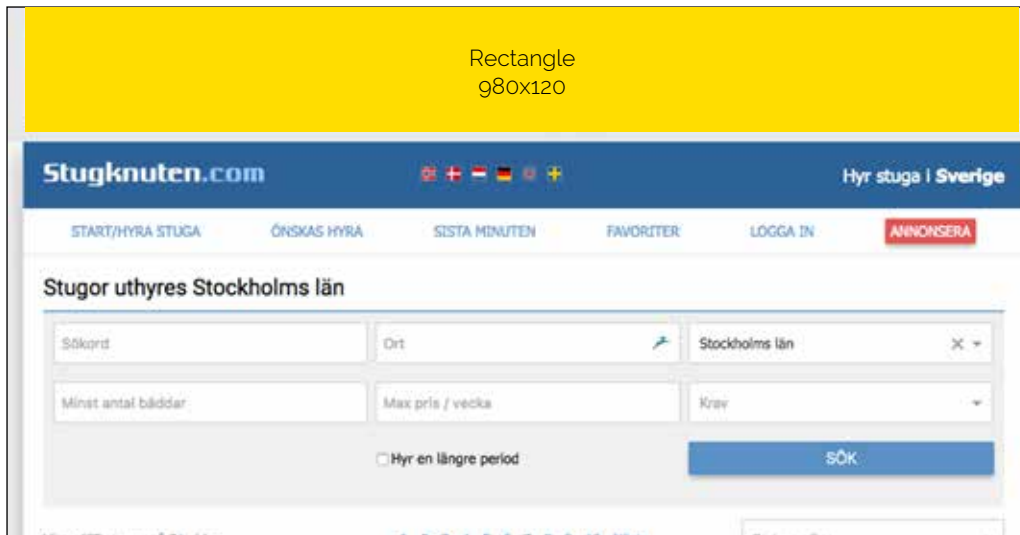 Rectangle
980x120
Stugknuten.com
Hyr stuga i Sverige
START/HYRA STUGA ÖNSKAS HYRA SISTA MINUTEN FAVORITER LOGGA IN ANNONSERA
Stugor uthyres Stockholms län
Sökord Ort Stockholms län
Minst antal bäddar Max pris / vecka Krav
Hyr en längre period SÖK